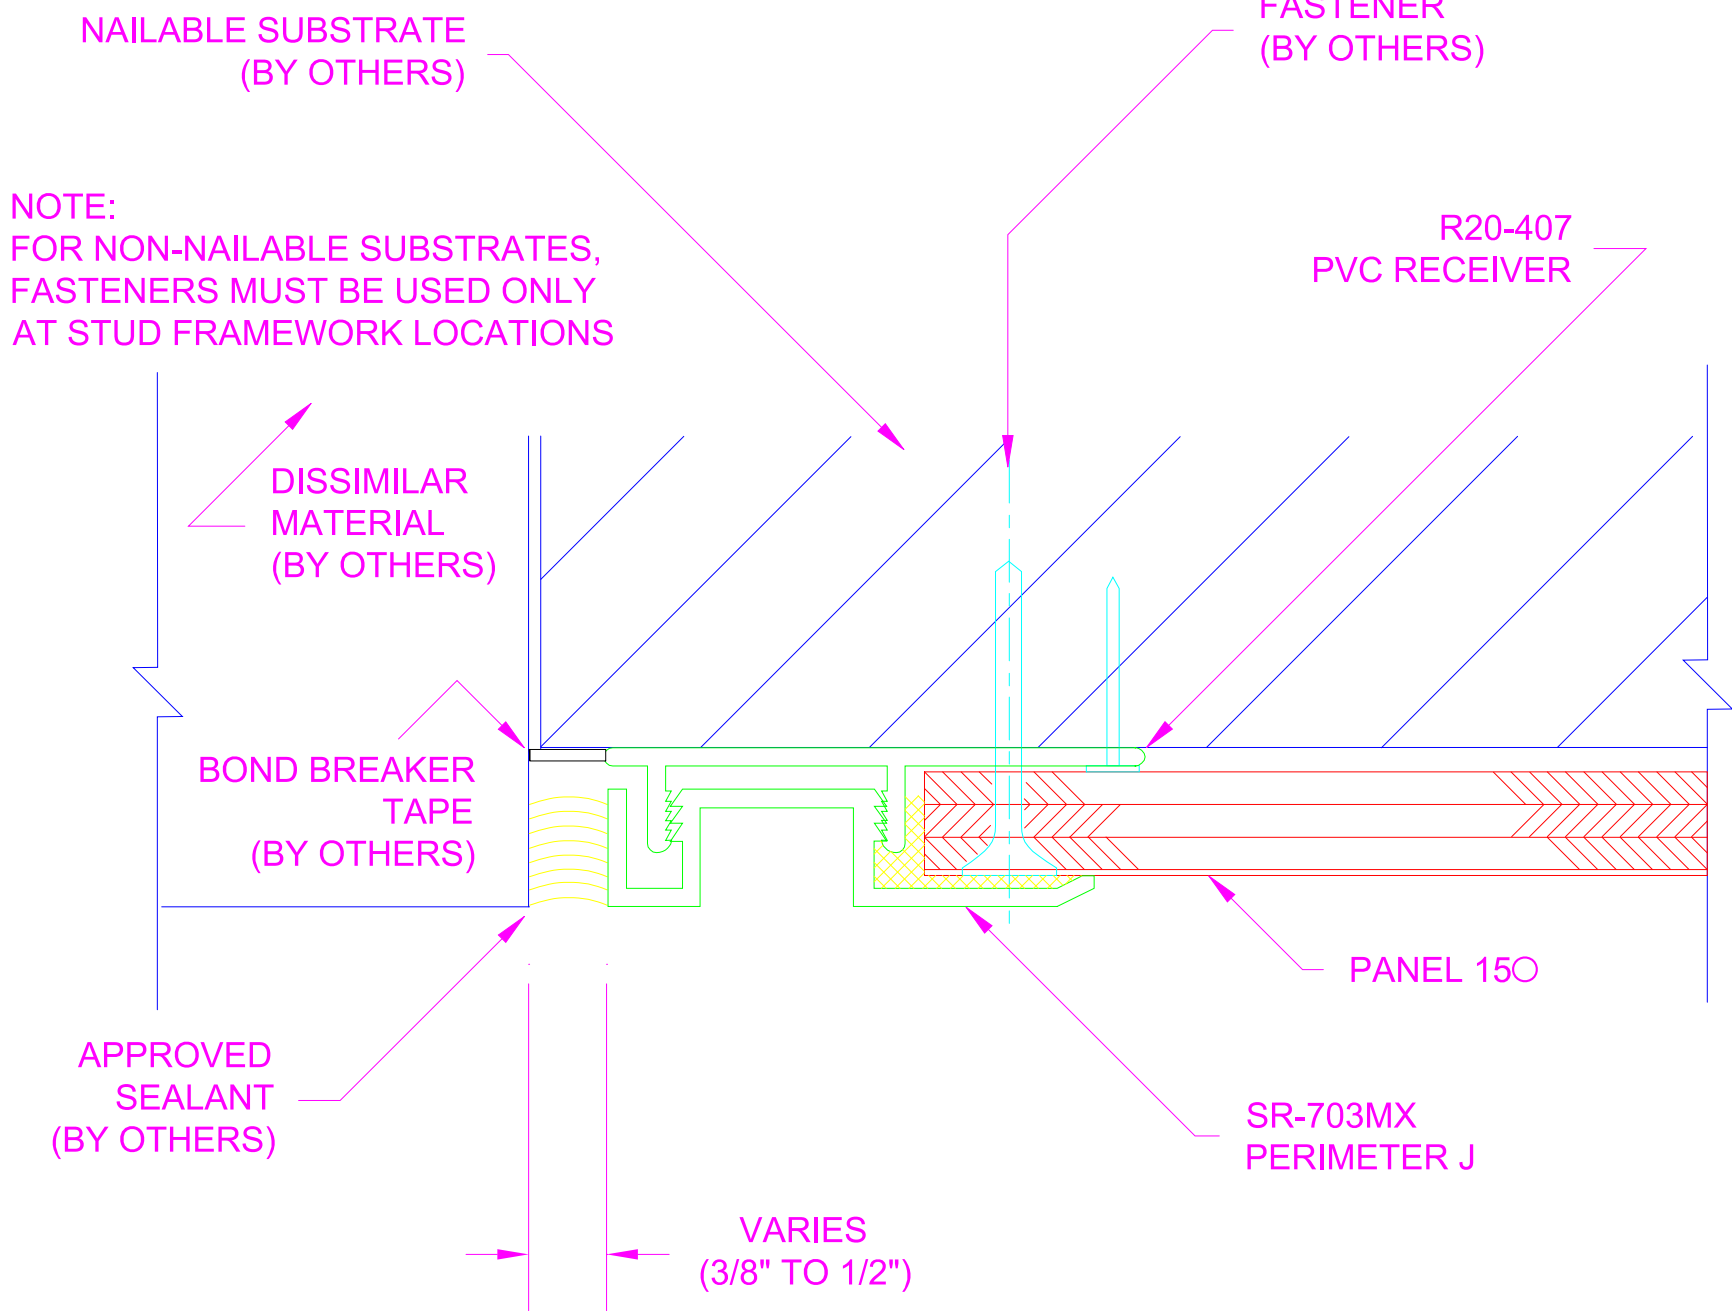 NAILABLE SUBSTRATE
(BY OTHERS)
FASTENER
(BY OTHERS)
NOTE:
FOR NON-NAILABLE SUBSTRATES,
FASTENERS MUST BE USED ONLY
AT STUD FRAMEWORK LOCATIONS
R20-407
PVC RECEIVER
DISSIMILAR
MATERIAL
(BY OTHERS)
BOND BREAKER
TAPE
(BY OTHERS)
PANEL 15○
APPROVED
SEALANT
(BY OTHERS)
SR-703MX
PERIMETER J
VARIES
(3/8" TO 1/2")